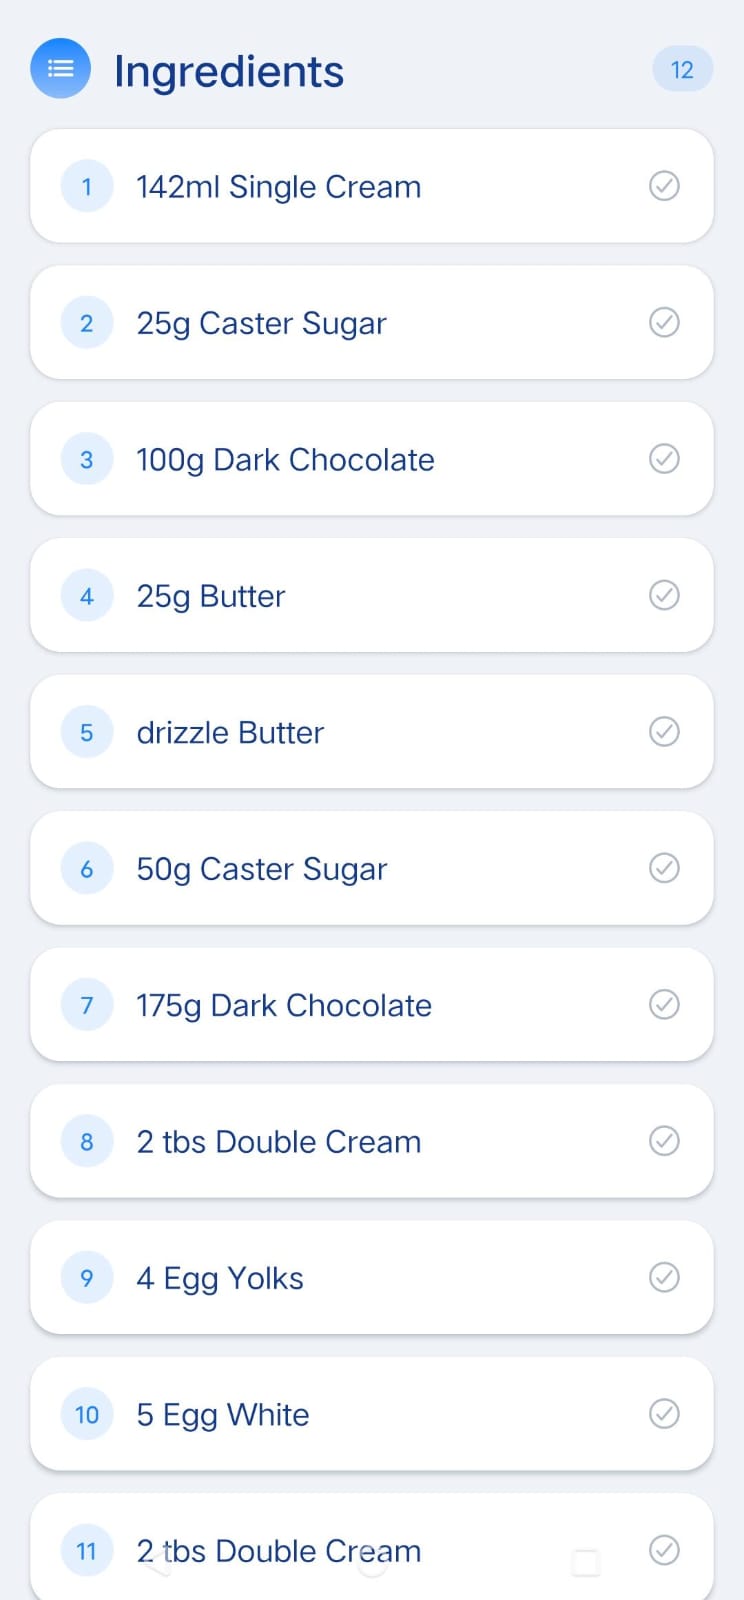 Ingredients
12
1
142ml Single Cream
2
25g Caster Sugar
3
100g Dark Chocolate
4
25g Butter
5
drizzle Butter
6
50g Caster Sugar
7
175g Dark Chocolate
8
2 tbs Double Cream
9
4 Egg Yolks
10
5 Egg White
11
2 tbs Double Cream